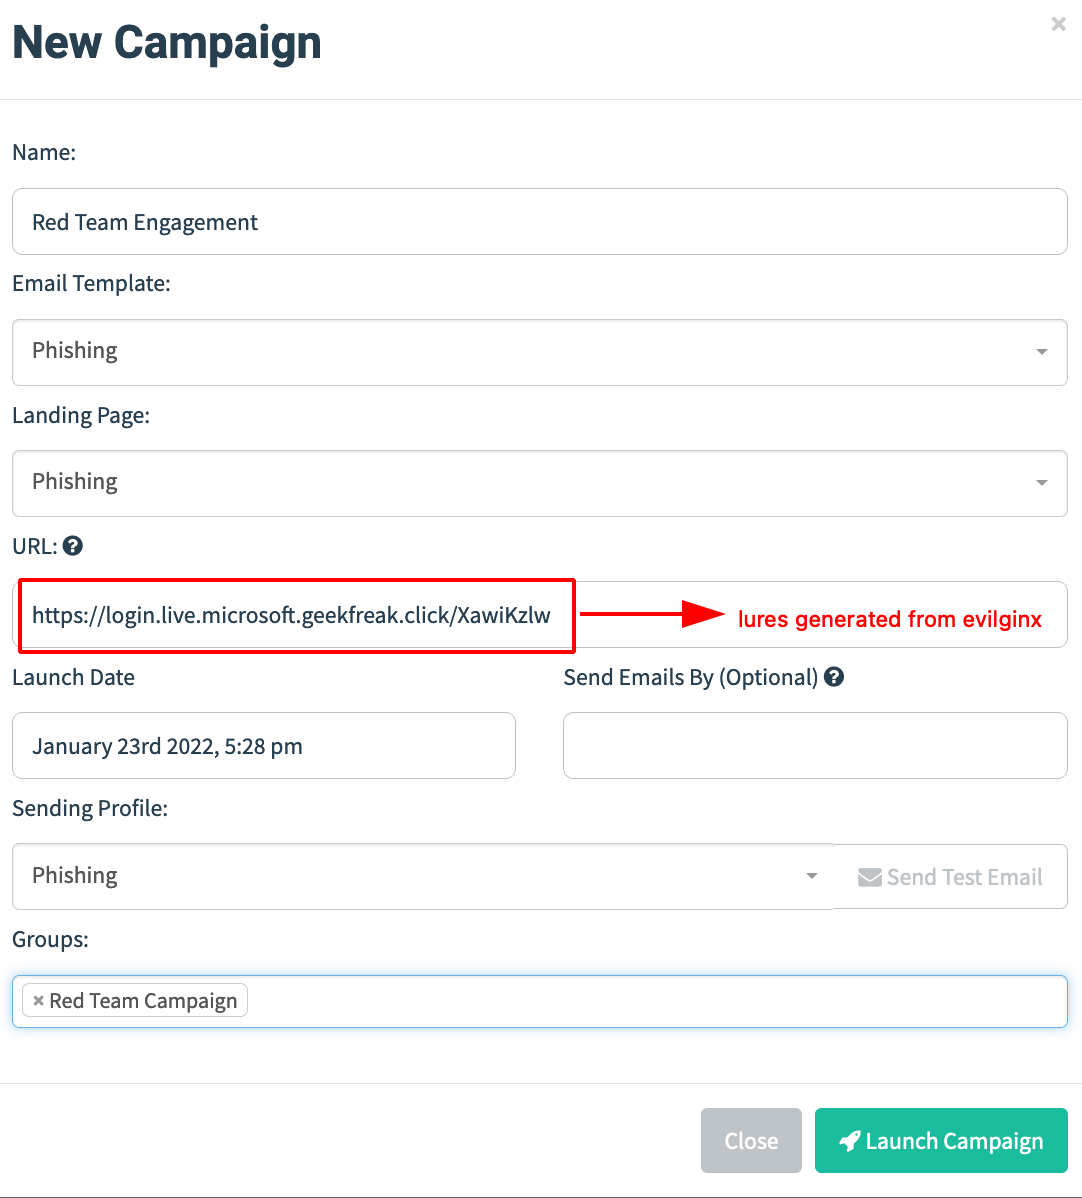 New Campaign
×
Name:
Red Team Engagement
Email Template:
Phishing
Landing Page:
Phishing
URL: ?
https://login.live.microsoft.geekfreak.click/XawiKzlw
lures generated from evilginx
Launch Date
Send Emails By (Optional) ?
January 23rd 2022, 5:28 pm
Sending Profile:
Phishing
Send Test Email
Groups:
× Red Team Campaign
Close
Launch Campaign